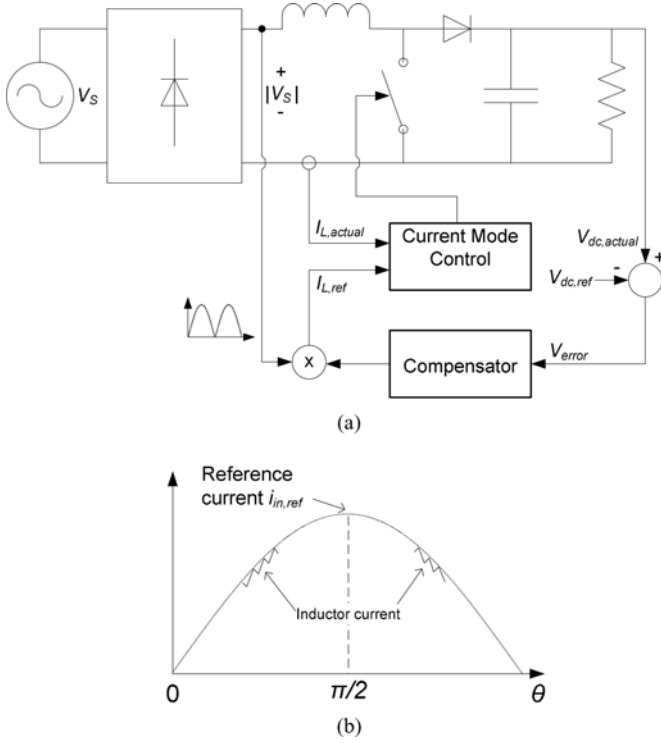 V_S
+
|V_S|
-
I_L,actual
Current Mode
Control
V_dc,actual
+
-
V_dc,ref
I_L,ref
x
Compensator
V_error
(a)
Reference
current i_in,ref
Inductor current
0
π/2
θ
(b)